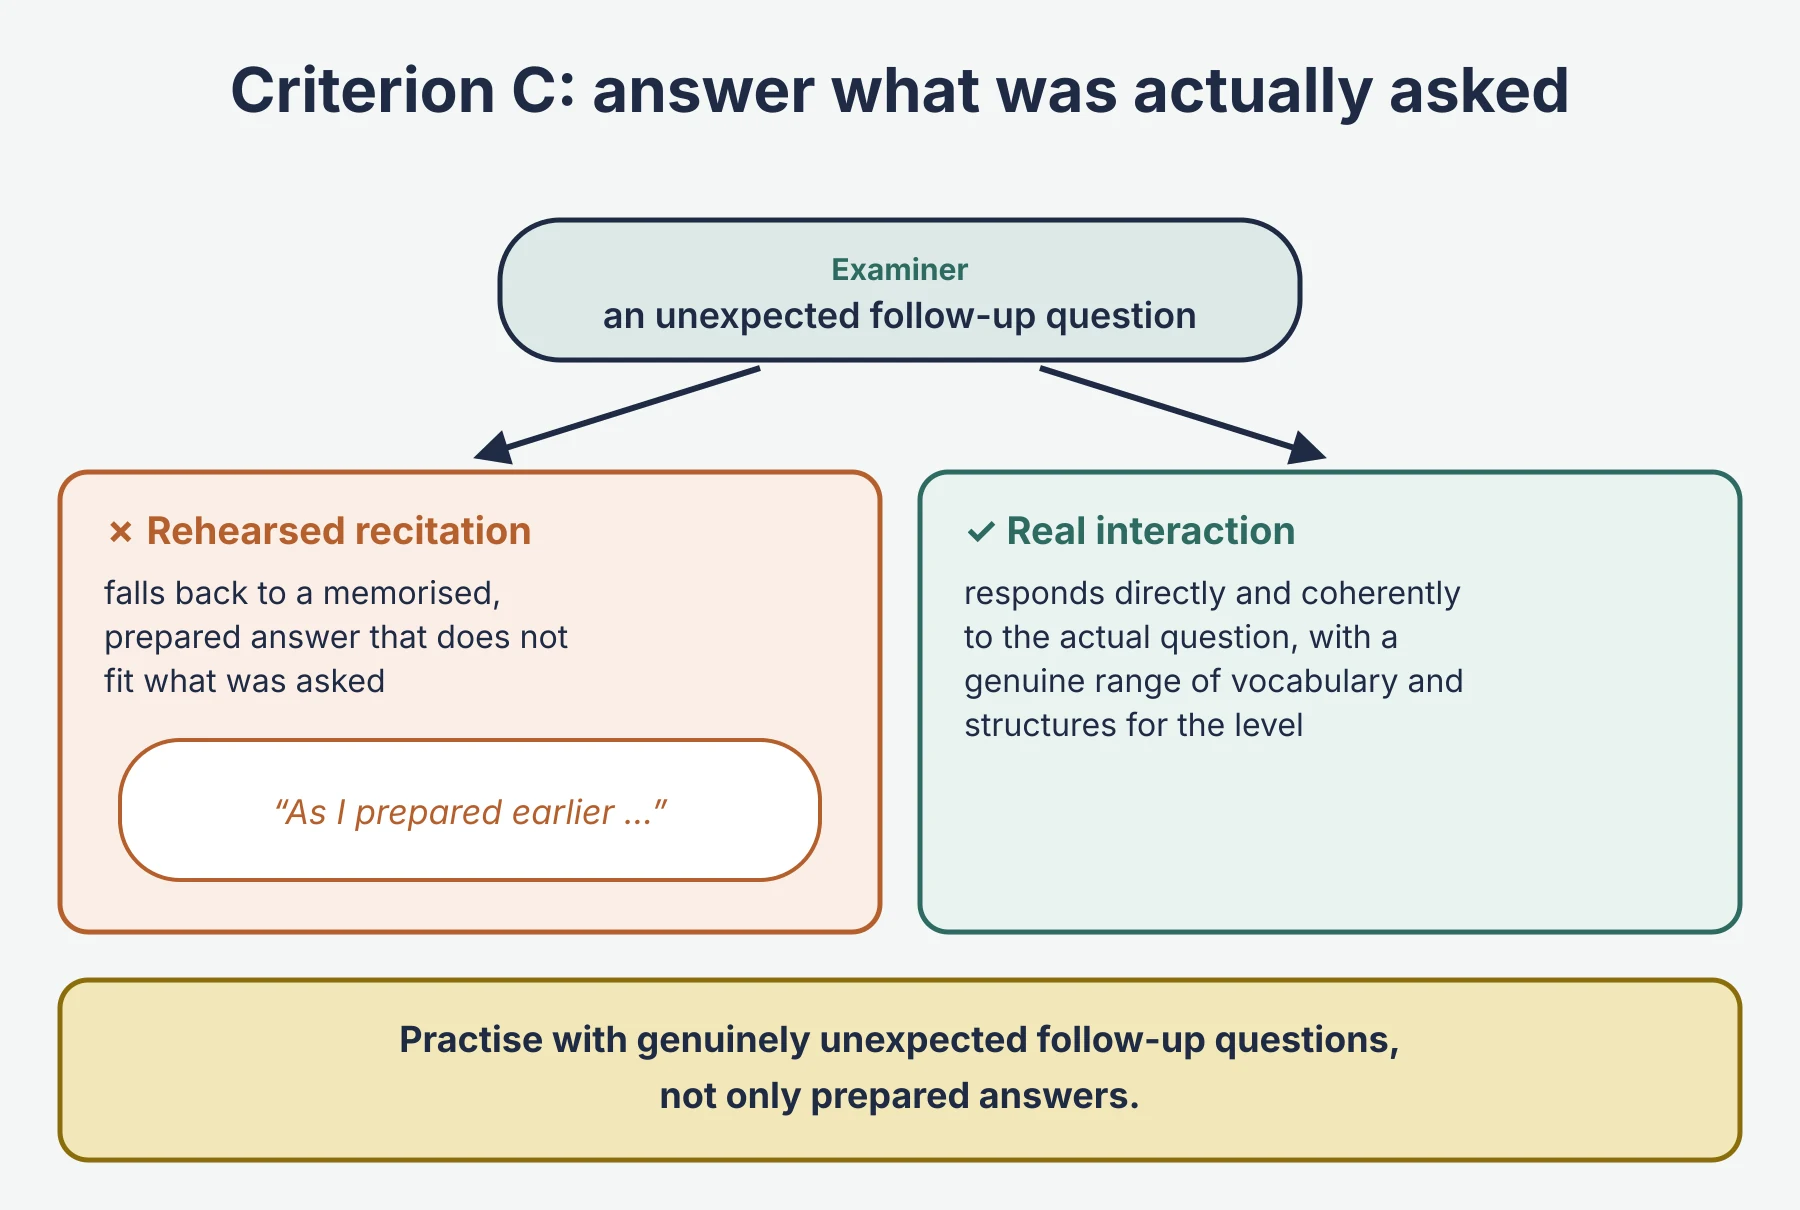 Criterion C: answer what was actually asked
Examiner
an unexpected follow-up question
× Rehearsed recitation
falls back to a memorised,
prepared answer that does not
fit what was asked
“As I prepared earlier ...”
✓ Real interaction
responds directly and coherently
to the actual question, with a
genuine range of vocabulary and
structures for the level
Practise with genuinely unexpected follow-up questions,
not only prepared answers.